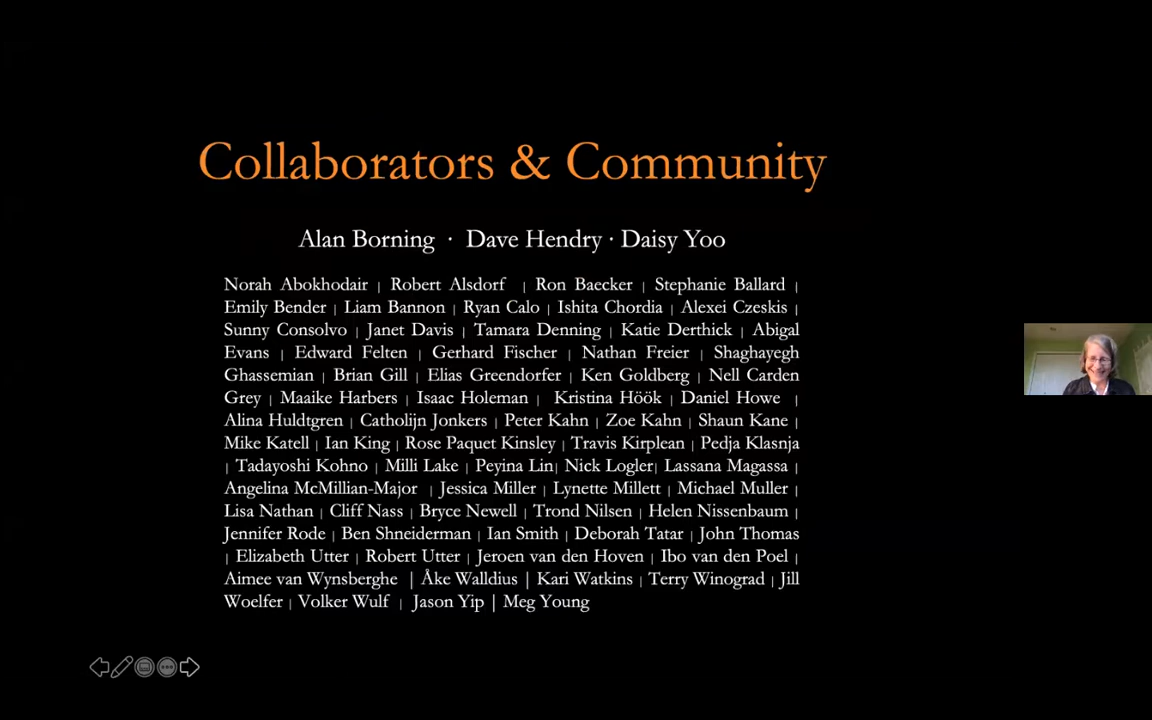 Collaborators & Community
Alan Borning · Dave Hendry · Daisy Yoo
Norah Abokhodair | Robert Alsdorf | Ron Baecker | Stephanie Ballard |
Emily Bender | Liam Bannon | Ryan Calo | Ishita Chordia | Alexei Czeskis |
Sunny Consolvo | Janet Davis | Tamara Denning | Katie Derthick | Abigal
Evans | Edward Felten | Gerhard Fischer | Nathan Freier | Shaghayegh
Ghassemian | Brian Gill | Elias Greendorfer | Ken Goldberg | Nell Carden
Grey | Maaike Harbers | Isaac Holeman | Kristina Höök | Daniel Howe |
Alina Huldtgren | Catholijn Jonkers | Peter Kahn | Zoe Kahn | Shaun Kane |
Mike Katell | Ian King | Rose Paquet Kinsley | Travis Kirplean | Pedja Klasnja
| Tadayoshi Kohno | Milli Lake | Peyina Lin| Nick Logler| Lassana Magassa |
Angelina McMillian-Major | Jessica Miller | Lynette Millett | Michael Muller |
Lisa Nathan | Cliff Nass | Bryce Newell | Trond Nilsen | Helen Nissenbaum |
Jennifer Rode | Ben Shneiderman | Ian Smith | Deborah Tatar | John Thomas
| Elizabeth Utter | Robert Utter | Jeroen van den Hoven | Ibo van den Poel |
Aimee van Wynsberghe | Åke Walldius | Kari Watkins | Terry Winograd | Jill
Woelfer | Volker Wulf | Jason Yip | Meg Young